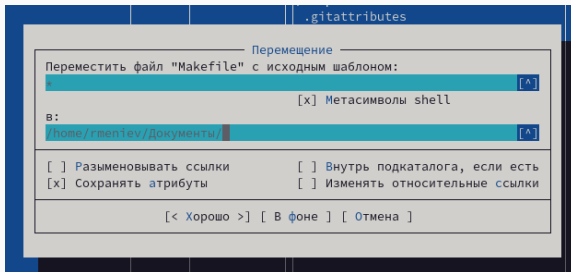 .gitattributes
Перемещение
Переместить файл "Makefile" с исходным шаблоном:
* [^]
[x] Метасимволы shell
в:
/home/rmeniev/Документы/ [^]
[ ] Разыменовывать ссылки [ ] Внутрь подкаталога, если есть
[x] Сохранять атрибуты [ ] Изменять относительные ссылки
[< Хорошо >] [ В фоне ] [ Отмена ]